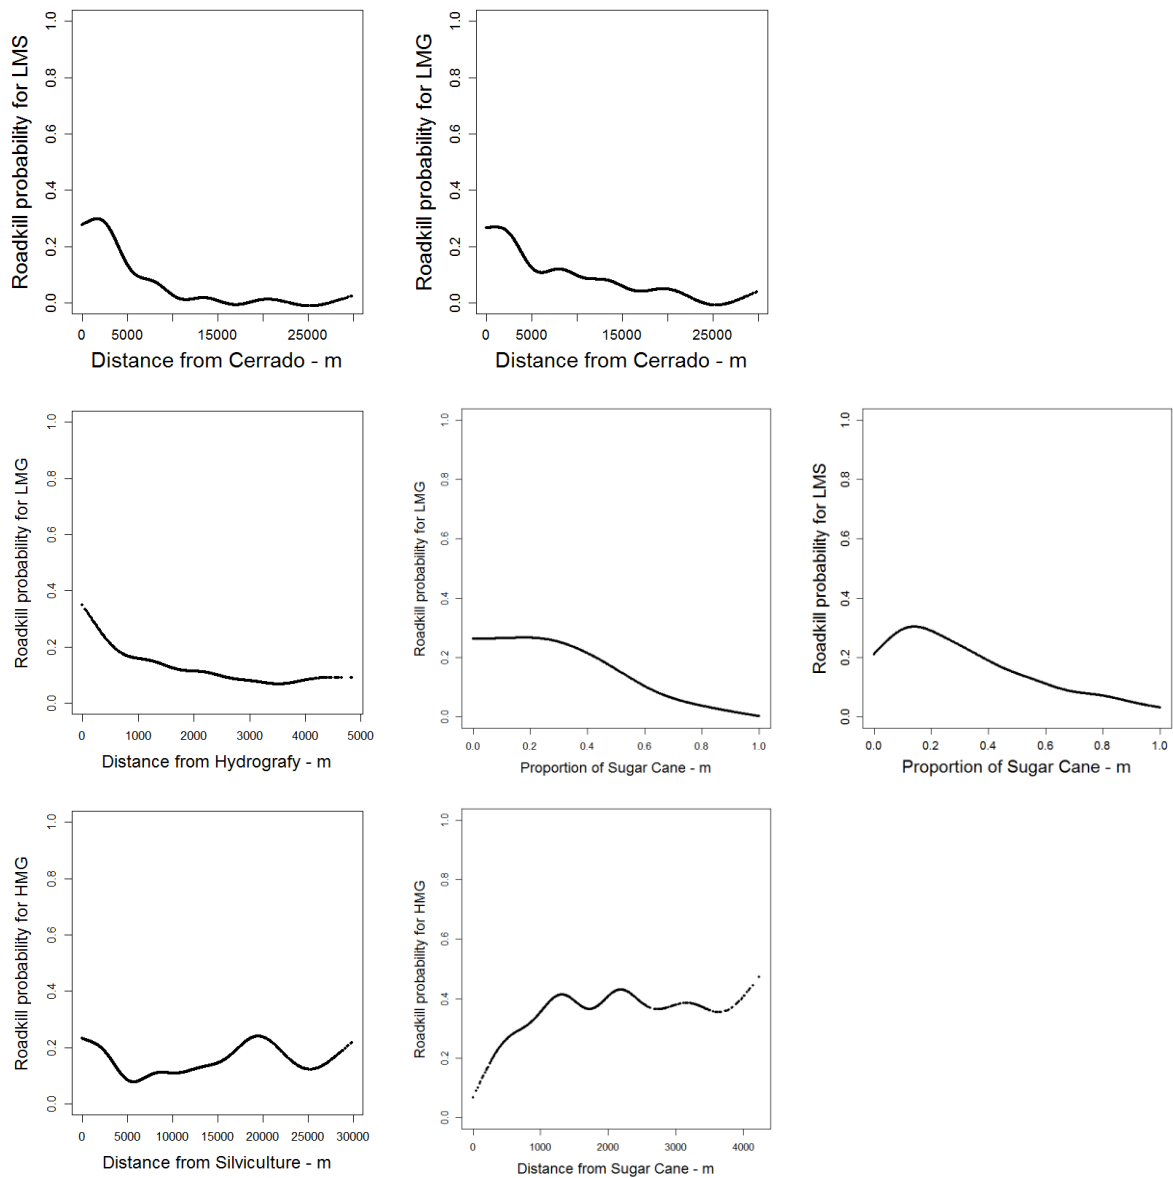 Roadkill probability for LMS
1.0
0.8
0.6
0.4
0.2
0.0
0 5000 15000 25000
Distance from Cerrado - m
Roadkill probability for LMG
1.0
0.8
0.6
0.4
0.2
0.0
0 5000 15000 25000
Distance from Cerrado - m
Roadkill probability for LMG
1.0
0.8
0.6
0.4
0.2
0.0
0 1000 2000 3000 4000 5000
Distance from Hydrografy - m
Roadkill probability for LMG
1.0
0.8
0.6
0.4
0.2
0.0
0.0 0.2 0.4 0.6 0.8 1.0
Proportion of Sugar Cane - m
Roadkill probability for LMS
1.0
0.8
0.6
0.4
0.2
0.0
0.0 0.2 0.4 0.6 0.8 1.0
Proportion of Sugar Cane - m
Roadkill probability for HMG
1.0
0.8
0.6
0.4
0.2
0.0
0 5000 10000 15000 20000 25000 30000
Distance from Silviculture - m
Roadkill probability for HMG
1.0
0.8
0.6
0.4
0.2
0.0
0 1000 2000 3000 4000
Distance from Sugar Cane - m